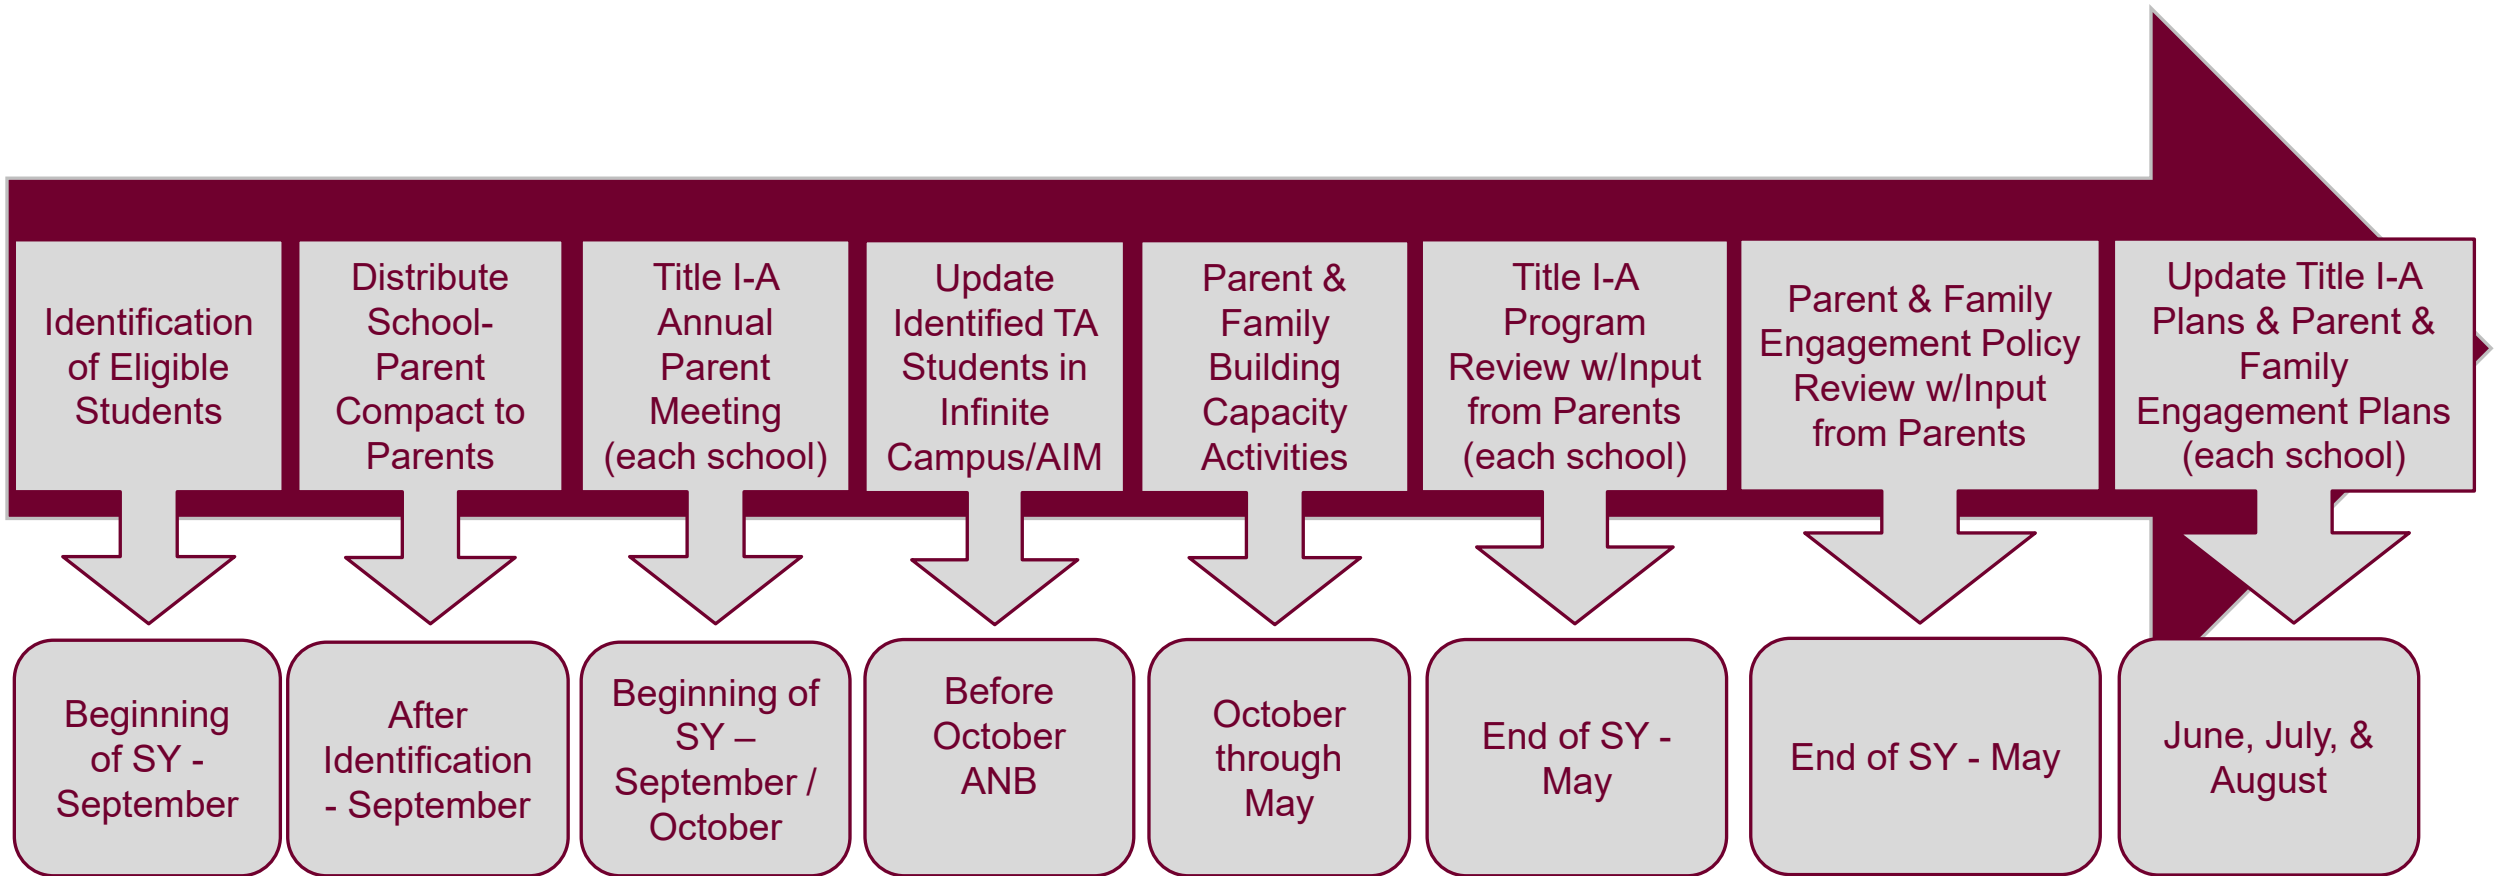 Identification
of Eligible
Students
Distribute
School-
Parent
Compact to
Parents
Title I-A
Annual
Parent
Meeting
(each school)
Update
Identified TA
Students in
Infinite
Campus/AIM
Parent &
Family
Building
Capacity
Activities
Title I-A
Program
Review w/Input
from Parents
(each school)
Parent & Family
Engagement Policy
Review w/Input
from Parents
Update Title I-A
Plans & Parent &
Family
Engagement Plans
(each school)
Beginning
of SY -
September
After
Identification
- September
Beginning of
SY –
September /
October
Before
October
ANB
October
through
May
End of SY -
May
End of SY - May
June, July, &
August